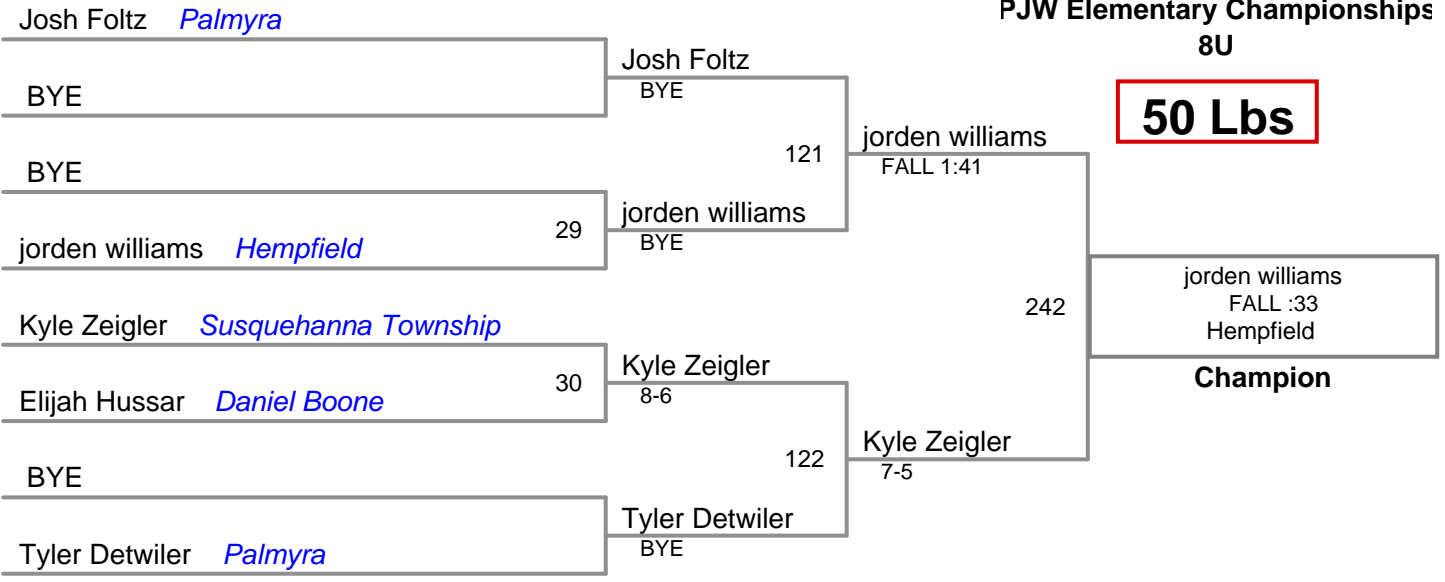 PJW Elementary Championships
8U
50 Lbs
Josh Foltz Palmyra
BYE
BYE
jorden williams Hempfield
29
Kyle Zeigler Susquehanna Township
Elijah Hussar Daniel Boone
30
BYE
Tyler Detwiler Palmyra
Josh Foltz
BYE
121
jorden williams
BYE
Kyle Zeigler
8-6
122
Tyler Detwiler
BYE
jorden williams
FALL 1:41
242
Kyle Zeigler
7-5
jorden williams
FALL :33
Hempfield
Champion